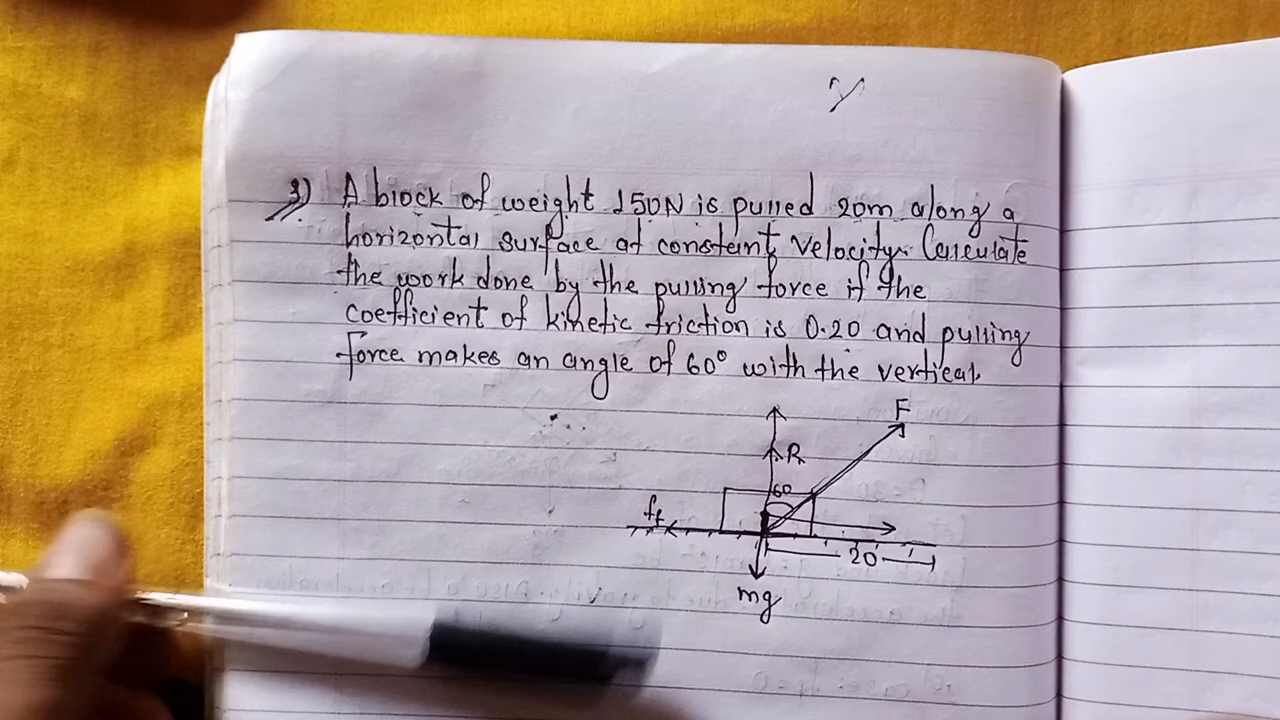 3) A block of weight 150N is pulled 20m along a
horizontal surface at constant velocity. Calculate
the work done by the pulling force if the
coefficient of kinetic friction is 0.20 and pulling
force makes an angle of 60° with the vertical.
F
R
60
20
mg